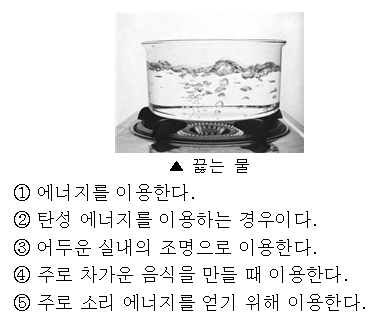 ▲ 끓는 물
① 에너지를 이용한다.
② 탄성 에너지를 이용하는 경우이다.
③ 어두운 실내의 조명으로 이용한다.
④ 주로 차가운 음식을 만들 때 이용한다.
⑤ 주로 소리 에너지를 얻기 위해 이용한다.